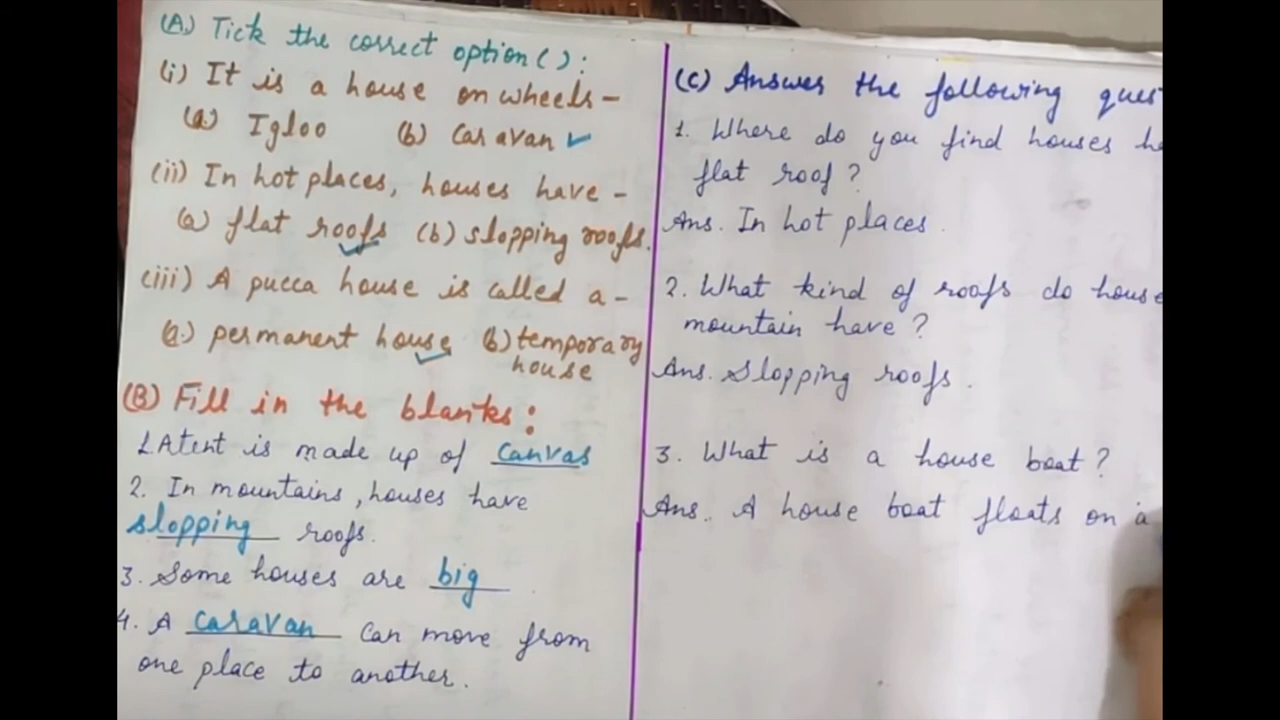 (A) Tick the correct option ( ) :
(i) It is a house on wheels -
(a) Igloo (b) Caravan ✓
(ii) In hot places, houses have -
(a) flat roofs ✓ (b) slopping roofs.
(iii) A pucca house is called a -
(a) permanent house ✓ (b) temporary
house
(B) Fill in the blanks :
1. A tent is made up of canvas
2. In mountains, houses have
slopping roofs.
3. Some houses are big
4. A caravan can move from
one place to another.
(C) Answer the following ques
1. Where do you find houses ha
flat roof ?
Ans. In hot places.
2. What kind of roofs do house
mountain have ?
Ans. Slopping roofs.
3. What is a house boat ?
Ans. A house boat floats on a